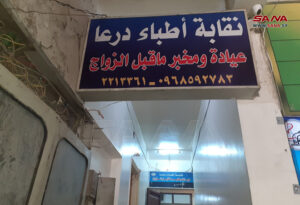 SANA
نقابة أطباء درعا
عيادة ومخبر ماقبل الزواج
٠٩٦٨٥٩٢٧٨٣ ـ ٢٢١٣٣٦١